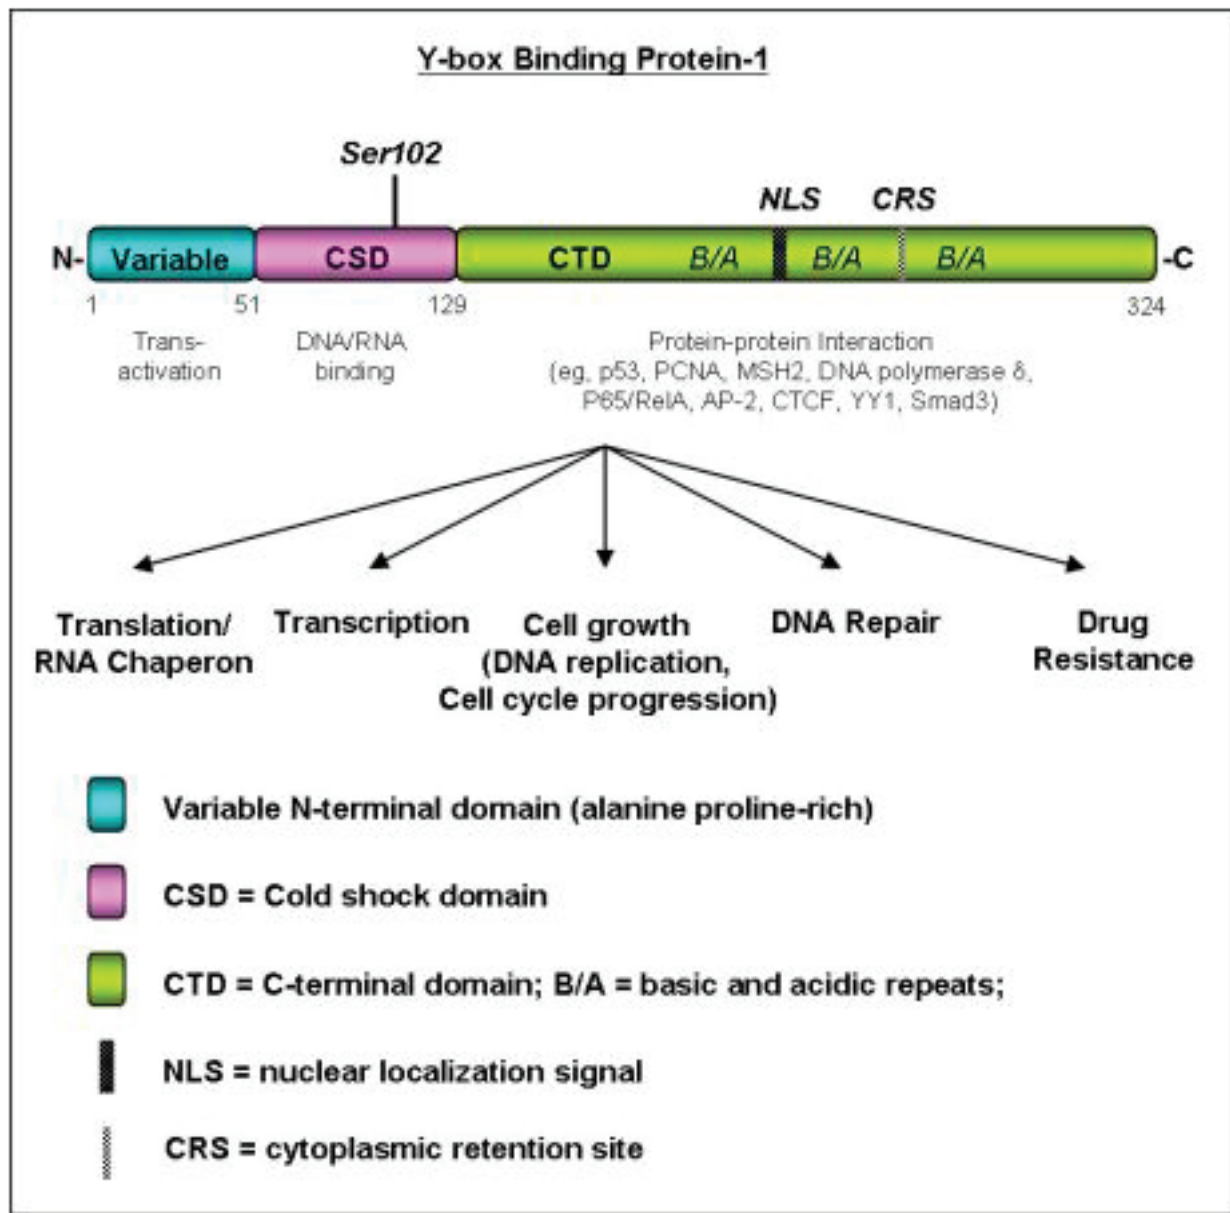 Y-box Binding Protein-1
Ser102
NLS CRS
N- Variable CSD CTD B/A B/A B/A -C
1 51 129 324
Trans-
activation
DNA/RNA
binding
Protein-protein Interaction
(eg, p53, PCNA, MSH2, DNA polymerase δ,
P65/RelA, AP-2, CTCF, YY1, Smad3)
Translation/
RNA Chaperon
Transcription
Cell growth
(DNA replication,
Cell cycle progression)
DNA Repair
Drug
Resistance
Variable N-terminal domain (alanine proline-rich)
CSD = Cold shock domain
CTD = C-terminal domain; B/A = basic and acidic repeats;
NLS = nuclear localization signal
CRS = cytoplasmic retention site